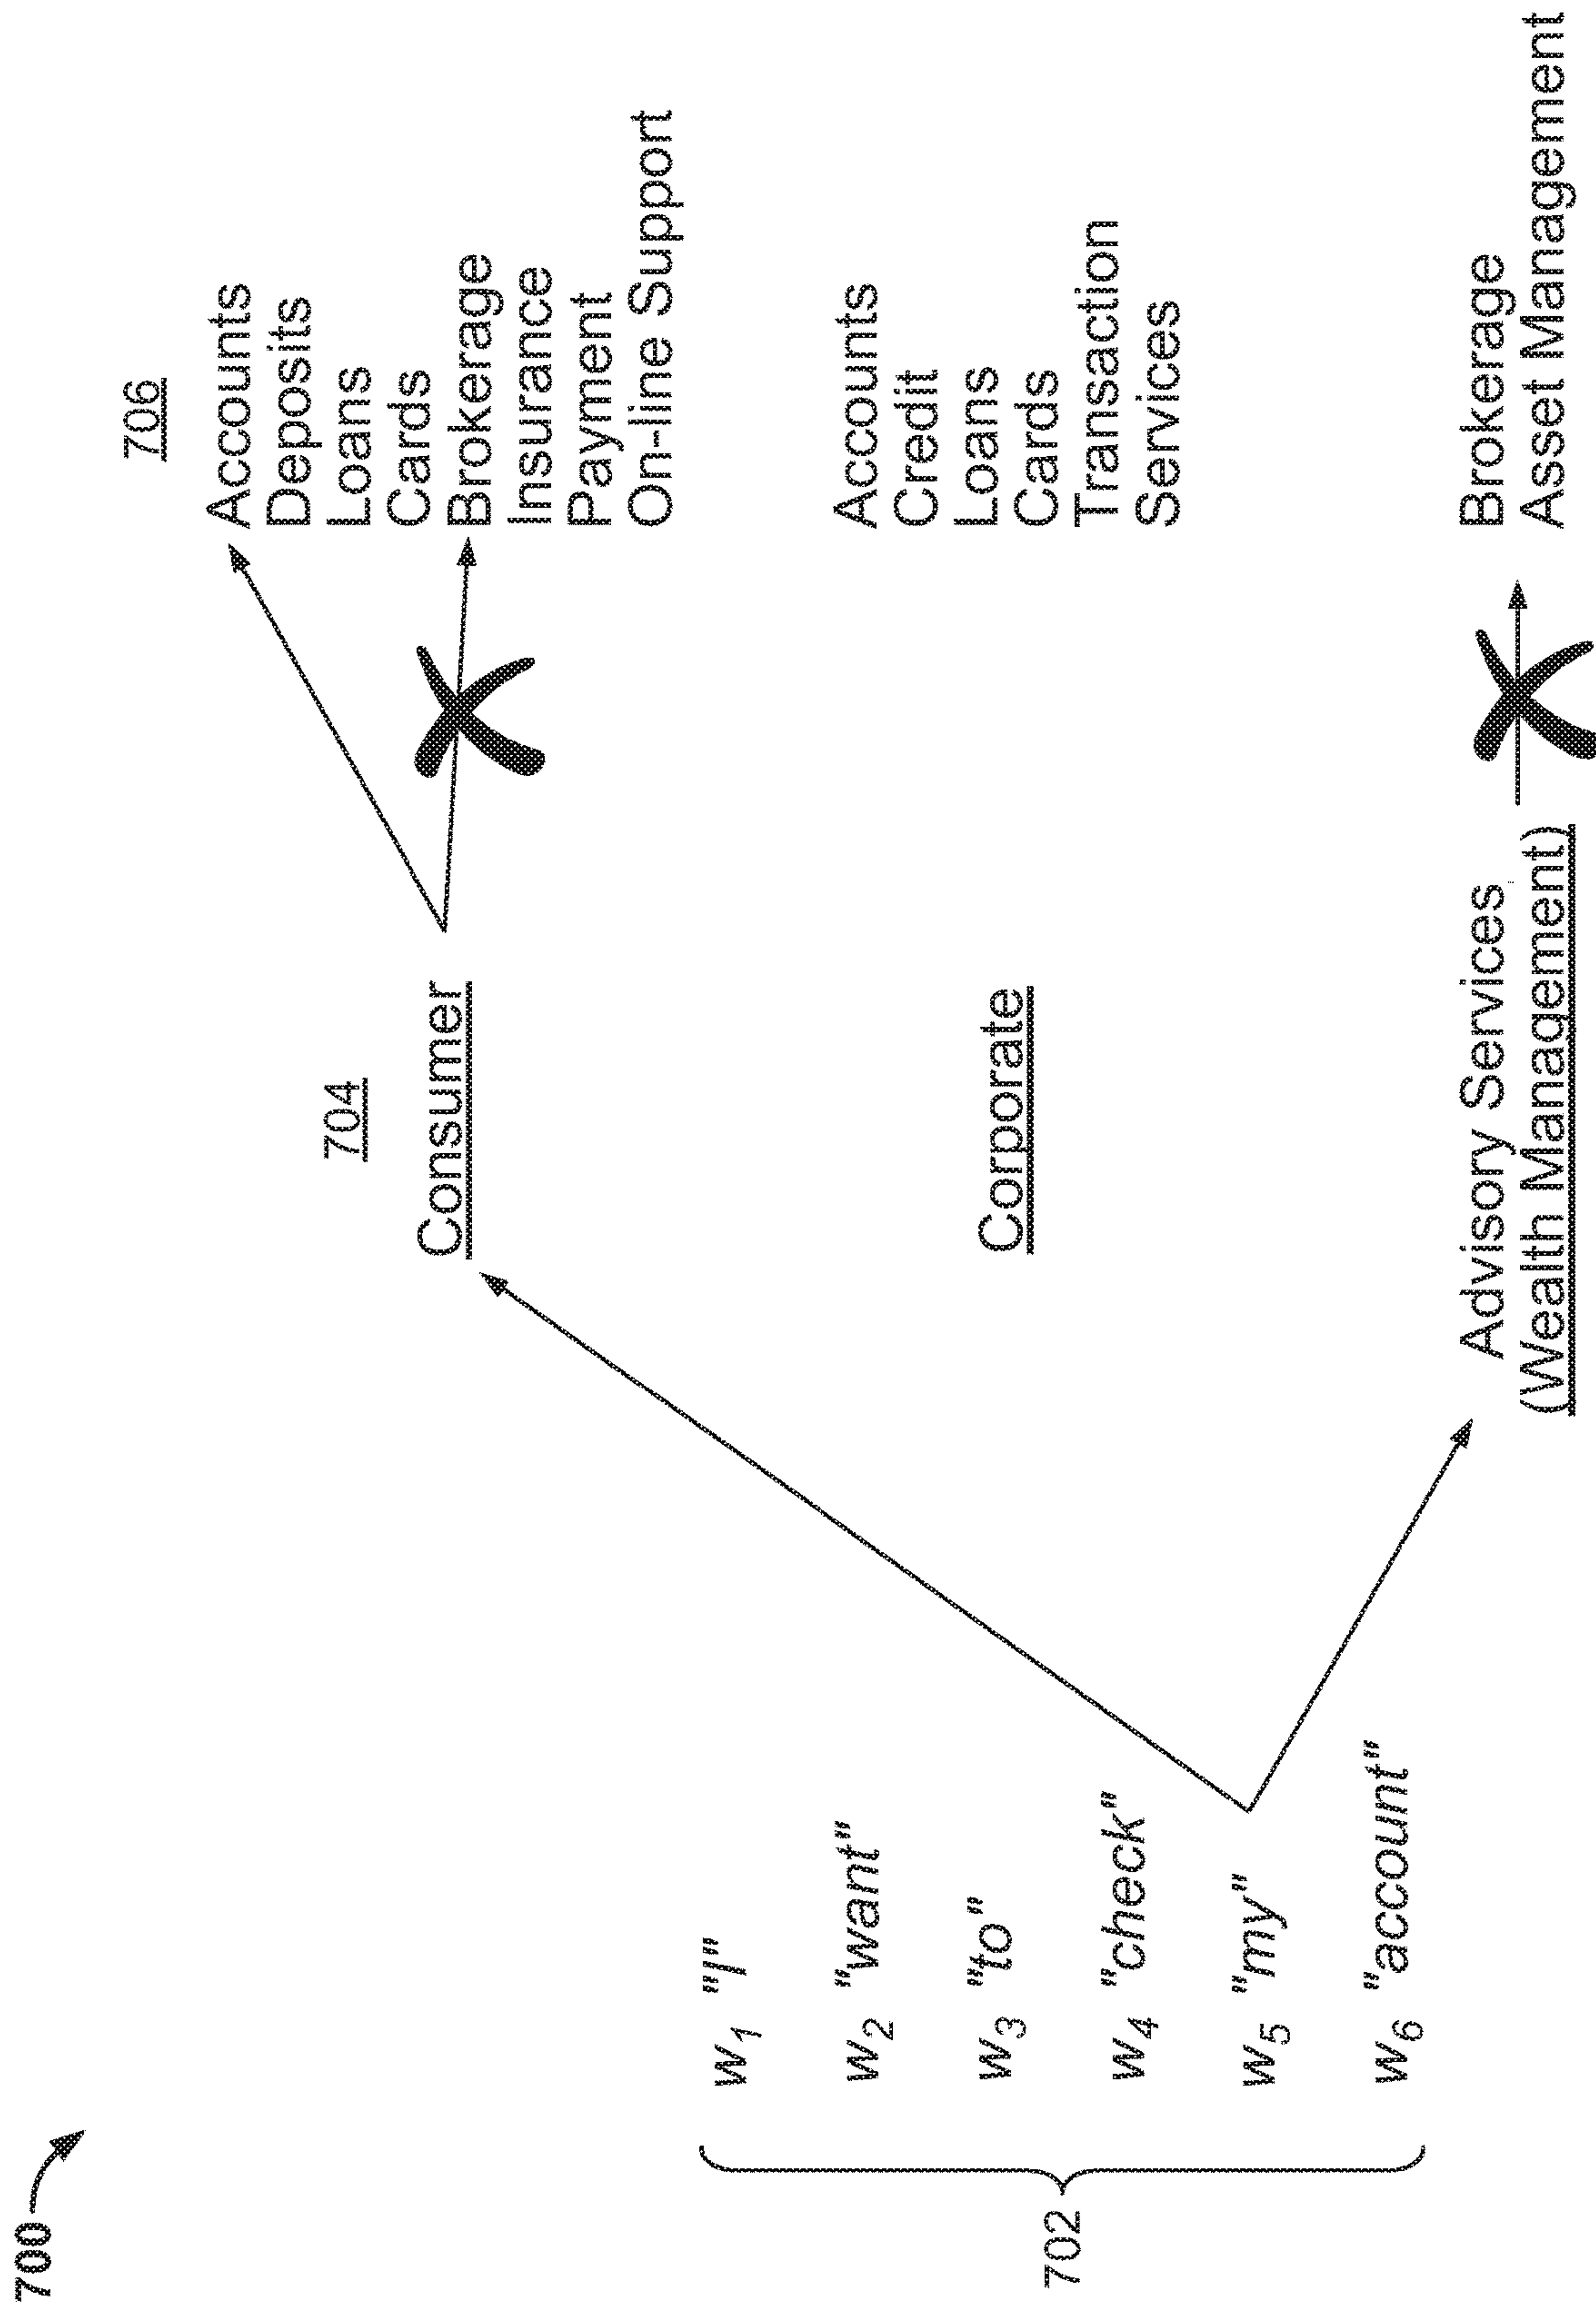 700
702
w1 "I"
w2 "want"
w3 "to"
w4 "check"
w5 "my"
w6 "account"
704
Consumer
Corporate
Advisory Services
(Wealth Management)
706
Accounts
Deposits
Loans
Cards
Brokerage
Insurance
Payment
On-line Support
Accounts
Credit
Loans
Cards
Transaction
Services
Brokerage
Asset Management